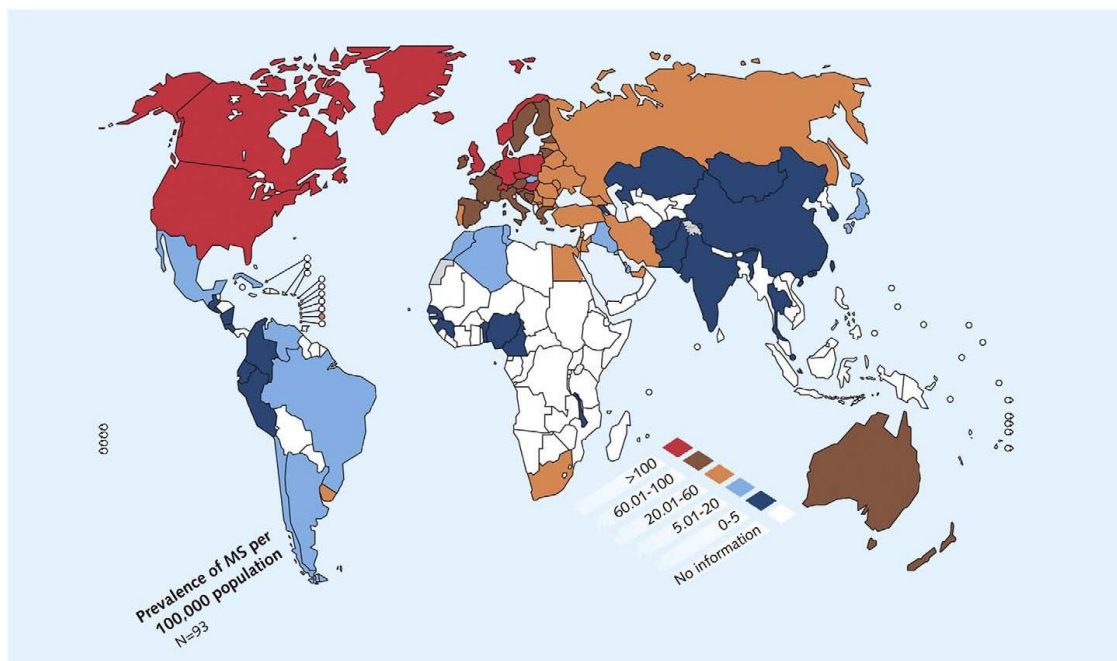 >100
60.01-100
20.01-60
5.01-20
0-5
No information
Prevalence of MS per
100,000 population
N=93